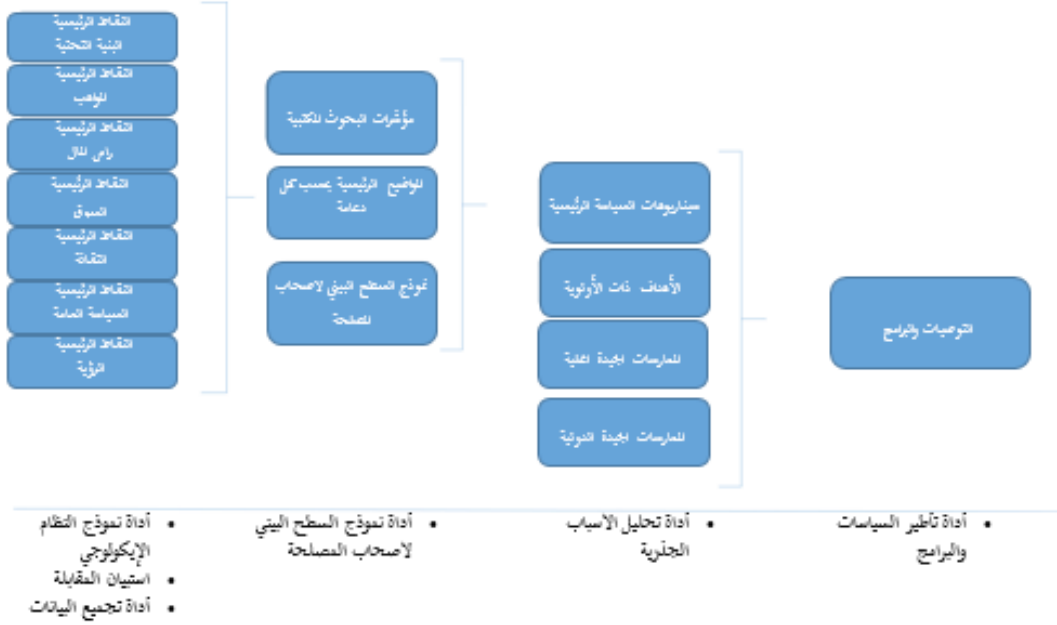 النقاط الرئيسية
البنية التحتية
النقاط الرئيسية
المواهب
النقاط الرئيسية
راس المال
النقاط الرئيسية
السوق
النقاط الرئيسية
الثقافة
النقاط الرئيسية
السياسة العامة
النقاط الرئيسية
الرؤية
مؤشرات البحوث المكتبية
المواضيع الرئيسية بحسب كل
دعامة
نموذج السطح البيني لاصحاب
المصلحة
سيناريوهات السياسة الرئيسية
الأهداف ذات الأولوية
الممارسات الجيدة المحلية
الممارسات الجيدة الدولية
التوصيات والبرامج
• أداة نموذج النظام
الإيكولوجي
• استبيان المقابلة
• أداة تجميع البيانات
• أداة نموذج السطح البيني
لاصحاب المصلحة
• أداة تحليل الأسباب
الجذرية
• أداة تأطير السياسات
والبرامج